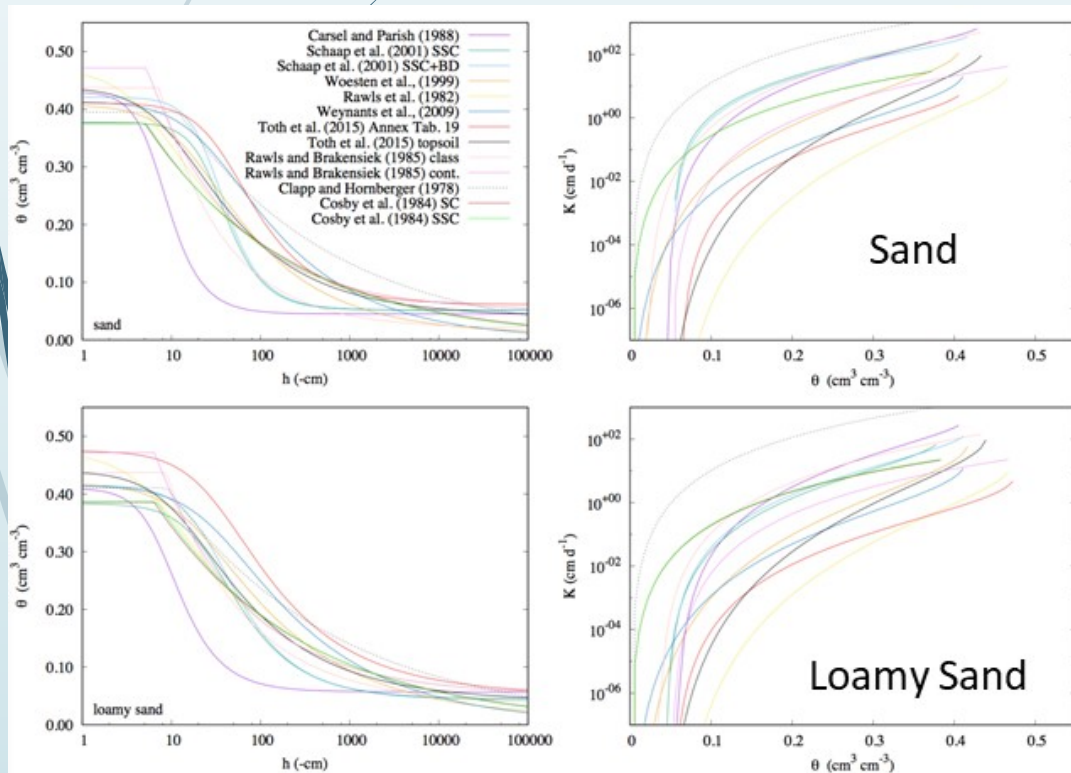 0.50
0.40
0.30
0.20
0.10
0.00
θ (cm³ cm⁻³)
Carsel and Parish (1988)
Schaap et al. (2001) SSC
Schaap et al. (2001) SSC+BD
Woesten et al., (1999)
Rawls et al. (1982)
Weynants et al., (2009)
Toth et al. (2015) Annex Tab. 19
Toth et al. (2015) topsoil
Rawls and Brakensiek (1985) class
Rawls and Brakensiek (1985) cont.
Clapp and Hornberger (1978)
Cosby et al. (1984) SC
Cosby et al. (1984) SSC
sand
1 10 100 1000 10000 100000
h (-cm)
10⁺⁰²
10⁺⁰⁰
10⁻⁰²
10⁻⁰⁴
10⁻⁰⁶
K (cm d⁻¹)
Sand
0 0.1 0.2 0.3 0.4 0.5
θ (cm³ cm⁻³)
0.50
0.40
0.30
0.20
0.10
0.00
θ (cm³ cm⁻³)
loamy sand
1 10 100 1000 10000 100000
h (-cm)
10⁺⁰²
10⁺⁰⁰
10⁻⁰²
10⁻⁰⁴
10⁻⁰⁶
K (cm d⁻¹)
Loamy Sand
0 0.1 0.2 0.3 0.4 0.5
θ (cm³ cm⁻³)